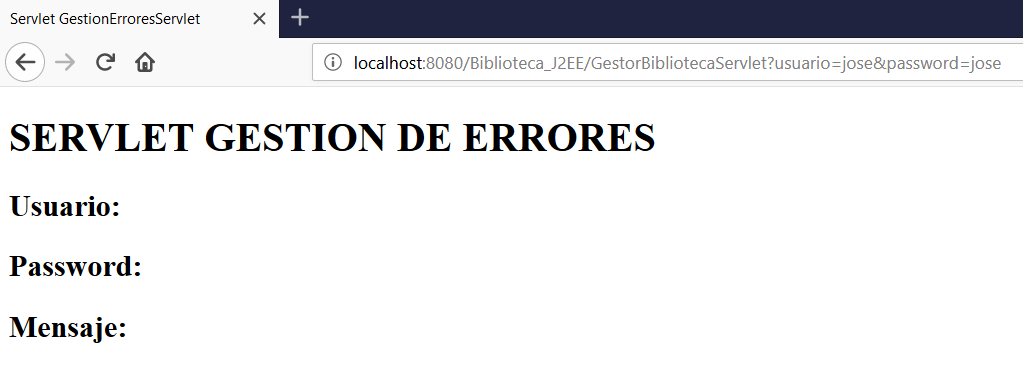 Servlet GestionErroresServlet
localhost:8080/Biblioteca_J2EE/GestorBibliotecaServlet?usuario=jose&password=jose
SERVLET GESTION DE ERRORES
Usuario:
Password:
Mensaje: